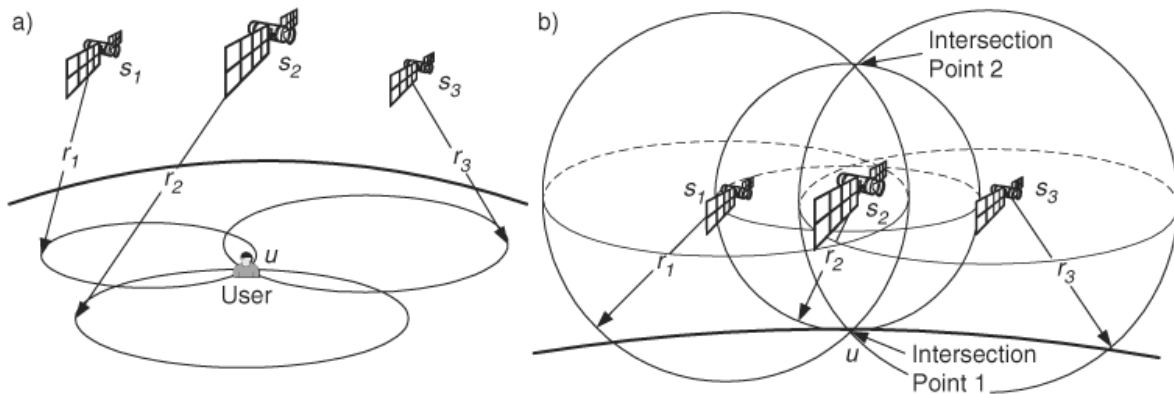 a)
s1
s2
s3
r1
r2
r3
u
User
b)
Intersection
Point 2
s1
s2
s3
r1
r2
r3
u
Intersection
Point 1